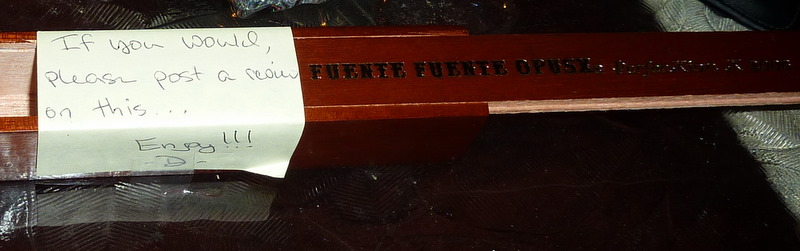 If you would,
please post a review
on this...
Enjoy!!!
-D-
FUENTE FUENTE OPUSX